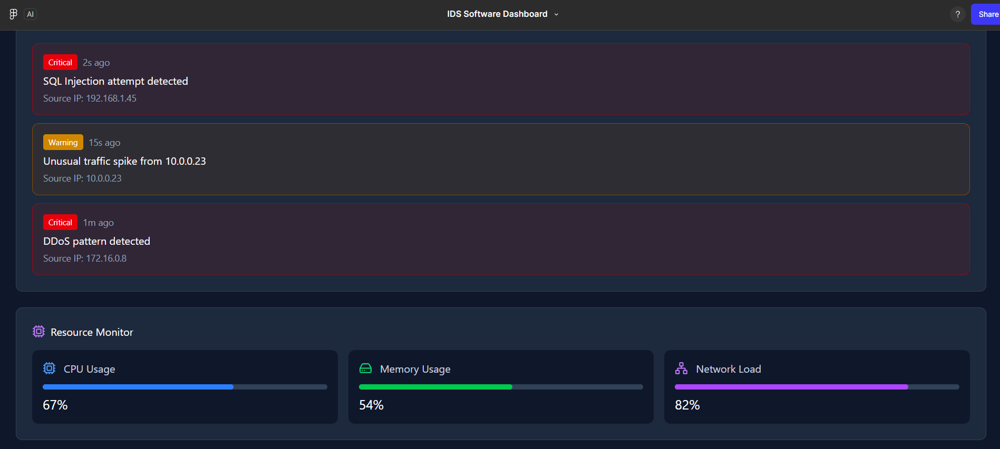 AI
IDS Software Dashboard
?
Share
Critical 2s ago
SQL Injection attempt detected
Source IP: 192.168.1.45
Warning 15s ago
Unusual traffic spike from 10.0.0.23
Source IP: 10.0.0.23
Critical 1m ago
DDoS pattern detected
Source IP: 172.16.0.8
Resource Monitor
CPU Usage
67%
Memory Usage
54%
Network Load
82%